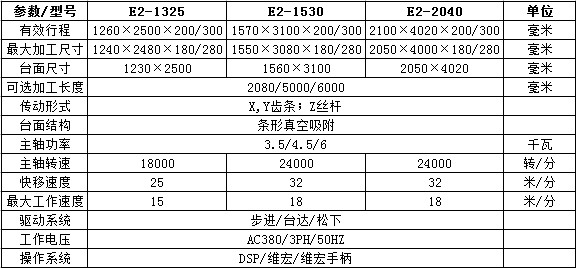 参数/型号 E2-1325 E2-1530 E2-2040 单位
有效行程 1260×2500×200/300 1570×3100×200/300 2100×4020×200/300 毫米
最大加工尺寸 1240×2480×180/280 1550×3080×180/280 2050×4000×180/280 毫米
台面尺寸 1230×2500 1560×3100 2050×4020 毫米
可选加工长度 2080/5000/6000 毫米
传动形式 X,Y齿条；Z丝杆
台面结构 条形真空吸附
主轴功率 3.5/4.5/6 千瓦
主轴转速 18000 24000 24000 转/分
快移速度 25 32 32 米/分
最大工作速度 15 18 18 米/分
驱动系统 步进/台达/松下
工作电压 AC380/3PH/50HZ
操作系统 DSP/维宏/维宏手柄